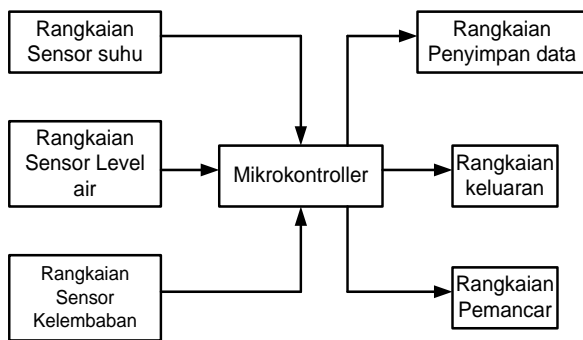 Rangkaian
Sensor suhu
Rangkaian
Sensor Level
air
Rangkaian
Sensor
Kelembaban
Mikrokontroller
Rangkaian
Penyimpan data
Rangkaian
keluaran
Rangkaian
Pemancar